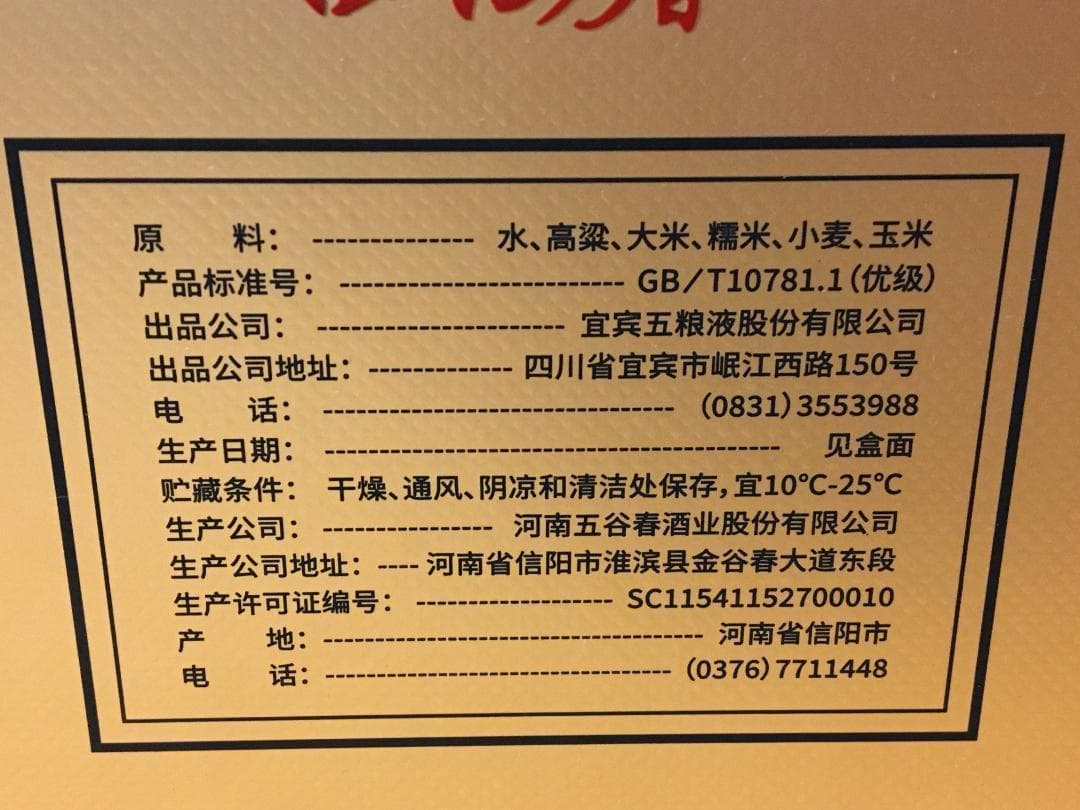 原 料： -------------- 水、高粱、大米、糯米、小麦、玉米
产品标准号： ------------------------- GB/T10781.1（优级）
出品公司： ---------------------- 宜宾五粮液股份有限公司
出品公司地址： ------------- 四川省宜宾市岷江西路150号
电 话： -------------------------------- （0831）3553988
生产日期： ----------------------------------------- 见盒面
贮藏条件： 干燥、通风、阴凉和清洁处保存，宜10℃-25℃
生产公司： ---------------- 河南五谷春酒业股份有限公司
生产公司地址： ---- 河南省信阳市淮滨县金谷春大道东段
生产许可证编号： ------------------- SC11541152700010
产 地： ------------------------------------- 河南省信阳市
电 话： ---------------------------------- （0376）7711448